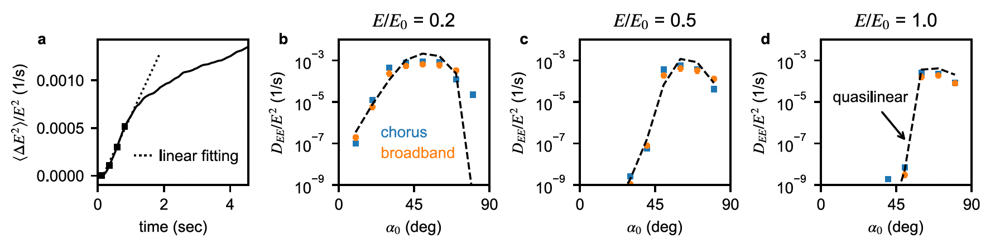 a
⟨ΔE²⟩/E² (1/s)
0.0010
0.0005
0.0000
linear fitting
0 2 4
time (sec)
E/E₀ = 0.2
b
D_EE/E² (1/s)
10⁻³
10⁻⁵
10⁻⁷
10⁻⁹
chorus
broadband
0 45 90
α₀ (deg)
E/E₀ = 0.5
c
D_EE/E² (1/s)
10⁻³
10⁻⁵
10⁻⁷
10⁻⁹
0 45 90
α₀ (deg)
E/E₀ = 1.0
d
D_EE/E² (1/s)
10⁻³
10⁻⁵
10⁻⁷
10⁻⁹
quasilinear
0 45 90
α₀ (deg)